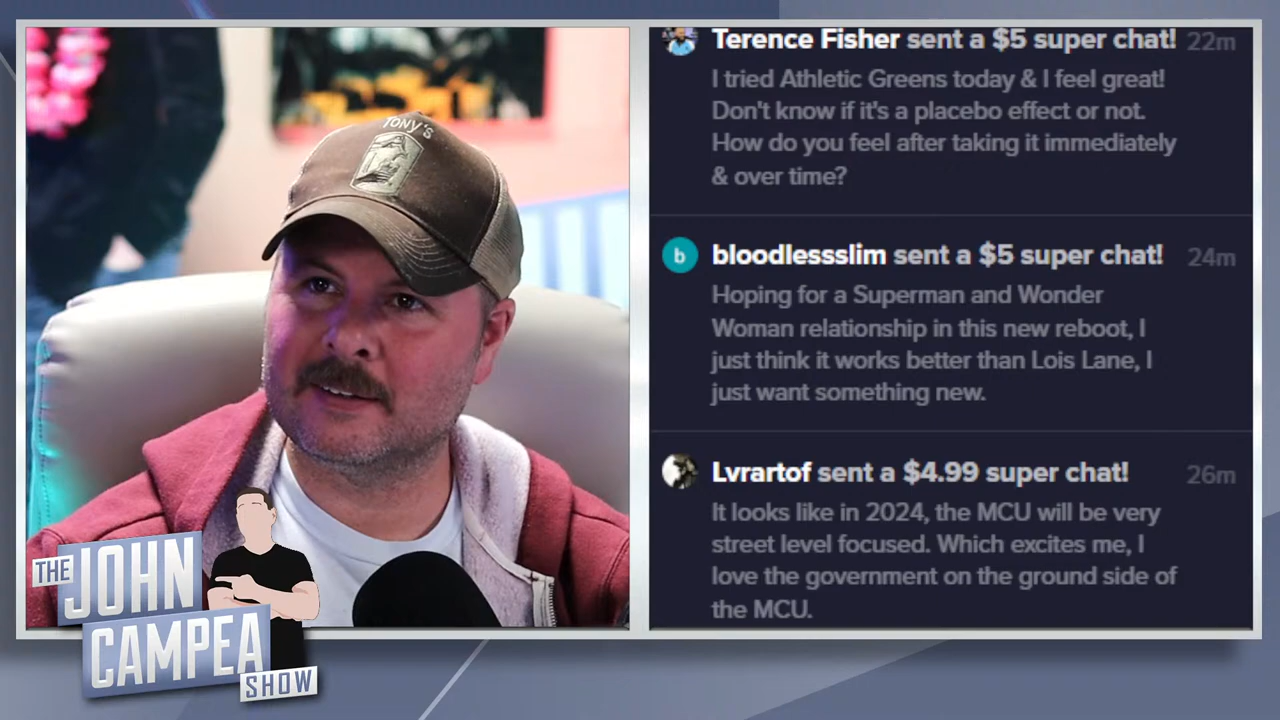 TONY'S
THE
JOHN
CAMPEA
SHOW
Terence Fisher sent a $5 super chat! 22m
I tried Athletic Greens today & I feel great!
Don't know if it's a placebo effect or not.
How do you feel after taking it immediately
& over time?
b
bloodlessslim sent a $5 super chat! 24m
Hoping for a Superman and Wonder
Woman relationship in this new reboot, I
just think it works better than Lois Lane, I
just want something new.
Lvrartof sent a $4.99 super chat! 26m
It looks like in 2024, the MCU will be very
street level focused. Which excites me, I
love the government on the ground side of
the MCU.